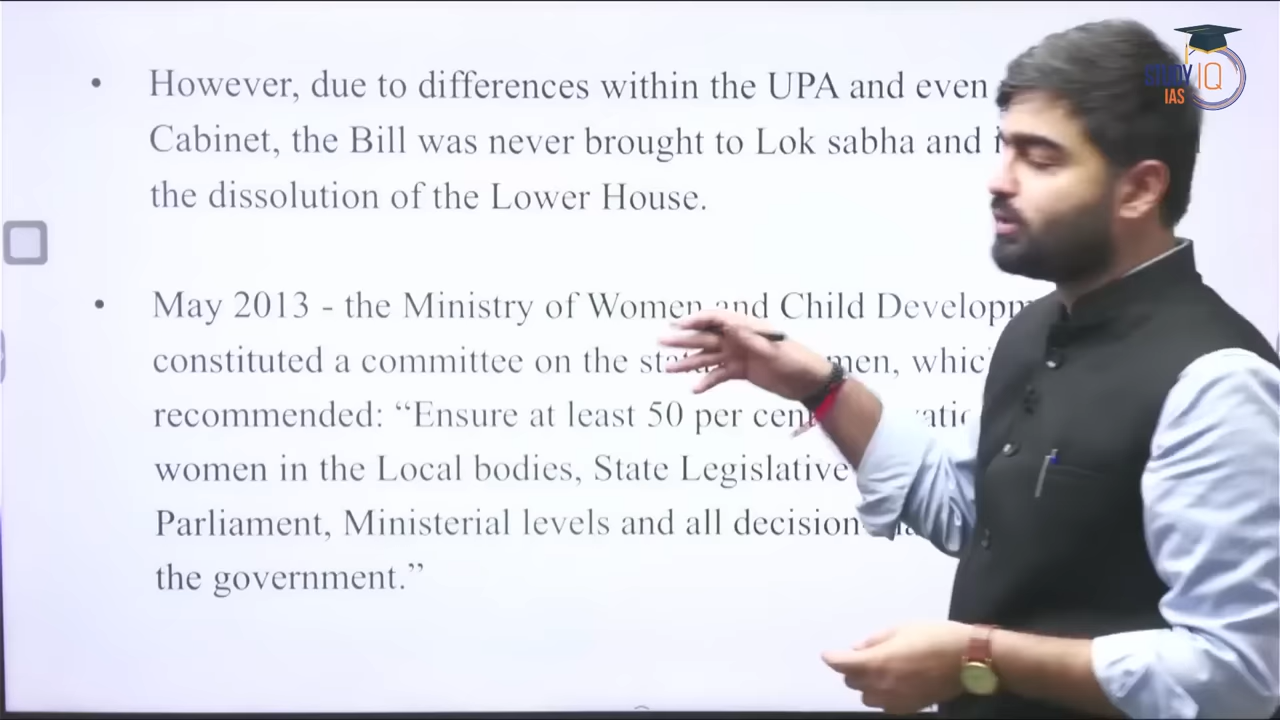 STUDY IQ
IAS
• However, due to differences within the UPA and even
Cabinet, the Bill was never brought to Lok sabha and
the dissolution of the Lower House.
• May 2013 - the Ministry of Women and Child
constituted a committee on the
recommended: “Ensure at least 50 per
women in the Local bodies, State Legislative
Parliament, Ministerial levels and all decision
the government.”